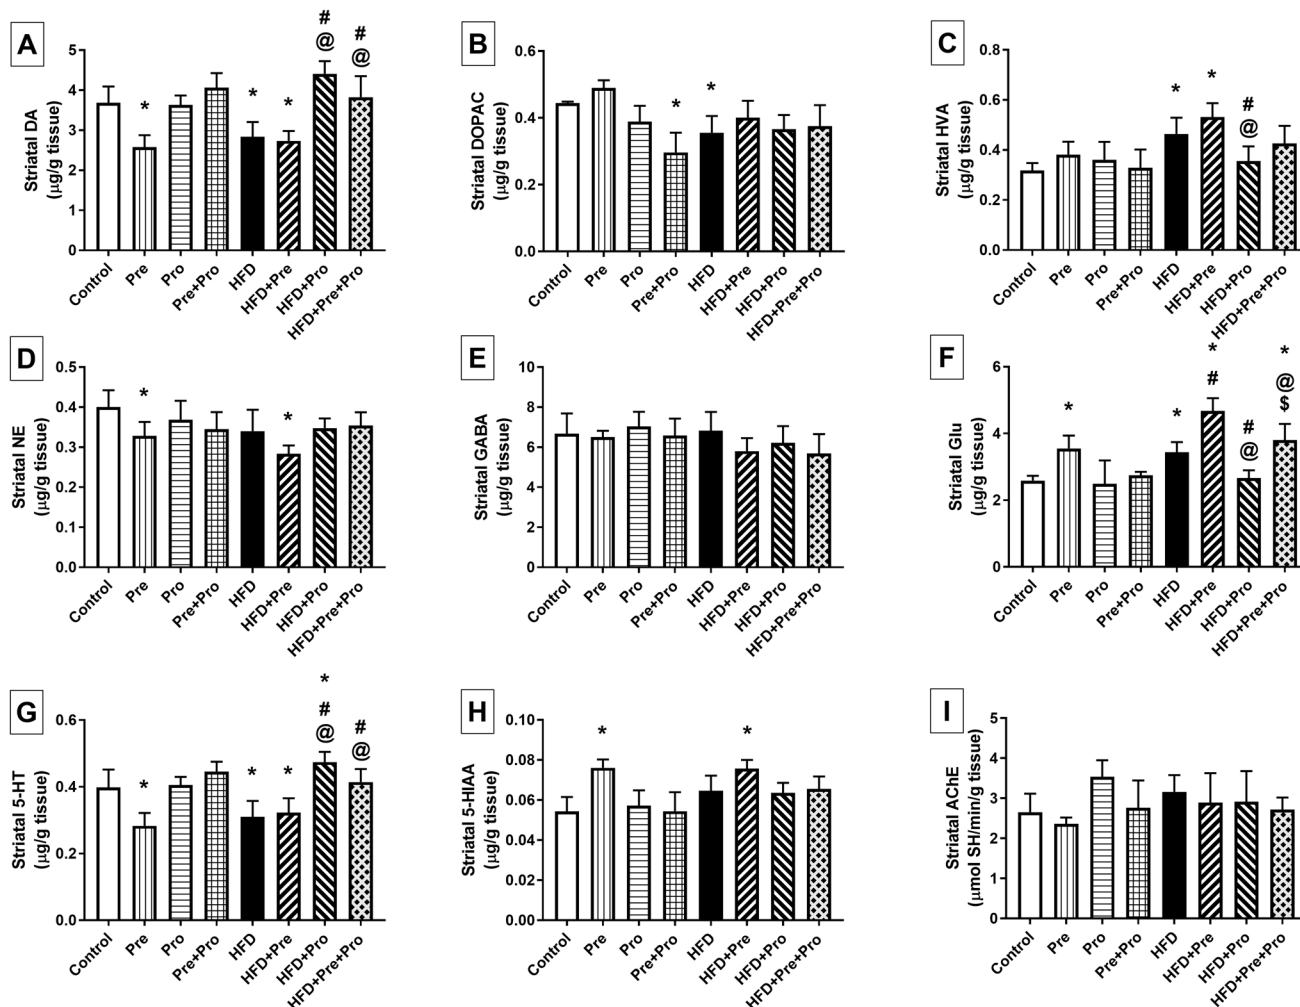 A
Striatal DA
(µg/g tissue)
5
4
3
2
1
0
*
*
*
#
@
#
@
Control
Pre
Pro
Pre+Pro
HFD
HFD+Pre
HFD+Pro
HFD+Pre+Pro
B
Striatal DOPAC
(µg/g tissue)
0.6
0.4
0.2
0.0
*
*
Control
Pre
Pro
Pre+Pro
HFD
HFD+Pre
HFD+Pro
HFD+Pre+Pro
C
Striatal HVA
(µg/g tissue)
0.8
0.6
0.4
0.2
0.0
*
*
#
@
Control
Pre
Pro
Pre+Pro
HFD
HFD+Pre
HFD+Pro
HFD+Pre+Pro
D
Striatal NE
(µg/g tissue)
0.5
0.4
0.3
0.2
0.1
0.0
*
*
Control
Pre
Pro
Pre+Pro
HFD
HFD+Pre
HFD+Pro
HFD+Pre+Pro
E
Striatal GABA
(µg/g tissue)
10
8
6
4
2
0
Control
Pre
Pro
Pre+Pro
HFD
HFD+Pre
HFD+Pro
HFD+Pre+Pro
F
Striatal Glu
(µg/g tissue)
6
4
2
0
*
*
*
#
#
@
*
@
$
Control
Pre
Pro
Pre+Pro
HFD
HFD+Pre
HFD+Pro
HFD+Pre+Pro
G
Striatal 5-HT
(µg/g tissue)
0.6
0.4
0.2
0.0
*
*
*
*
#
@
#
@
Control
Pre
Pro
Pre+Pro
HFD
HFD+Pre
HFD+Pro
HFD+Pre+Pro
H
Striatal 5-HIAA
(µg/g tissue)
0.10
0.08
0.06
0.04
0.02
0.00
*
*
Control
Pre
Pro
Pre+Pro
HFD
HFD+Pre
HFD+Pro
HFD+Pre+Pro
I
Striatal AChE
(µmol SH/min/g tissue)
5
4
3
2
1
0
Control
Pre
Pro
Pre+Pro
HFD
HFD+Pre
HFD+Pro
HFD+Pre+Pro